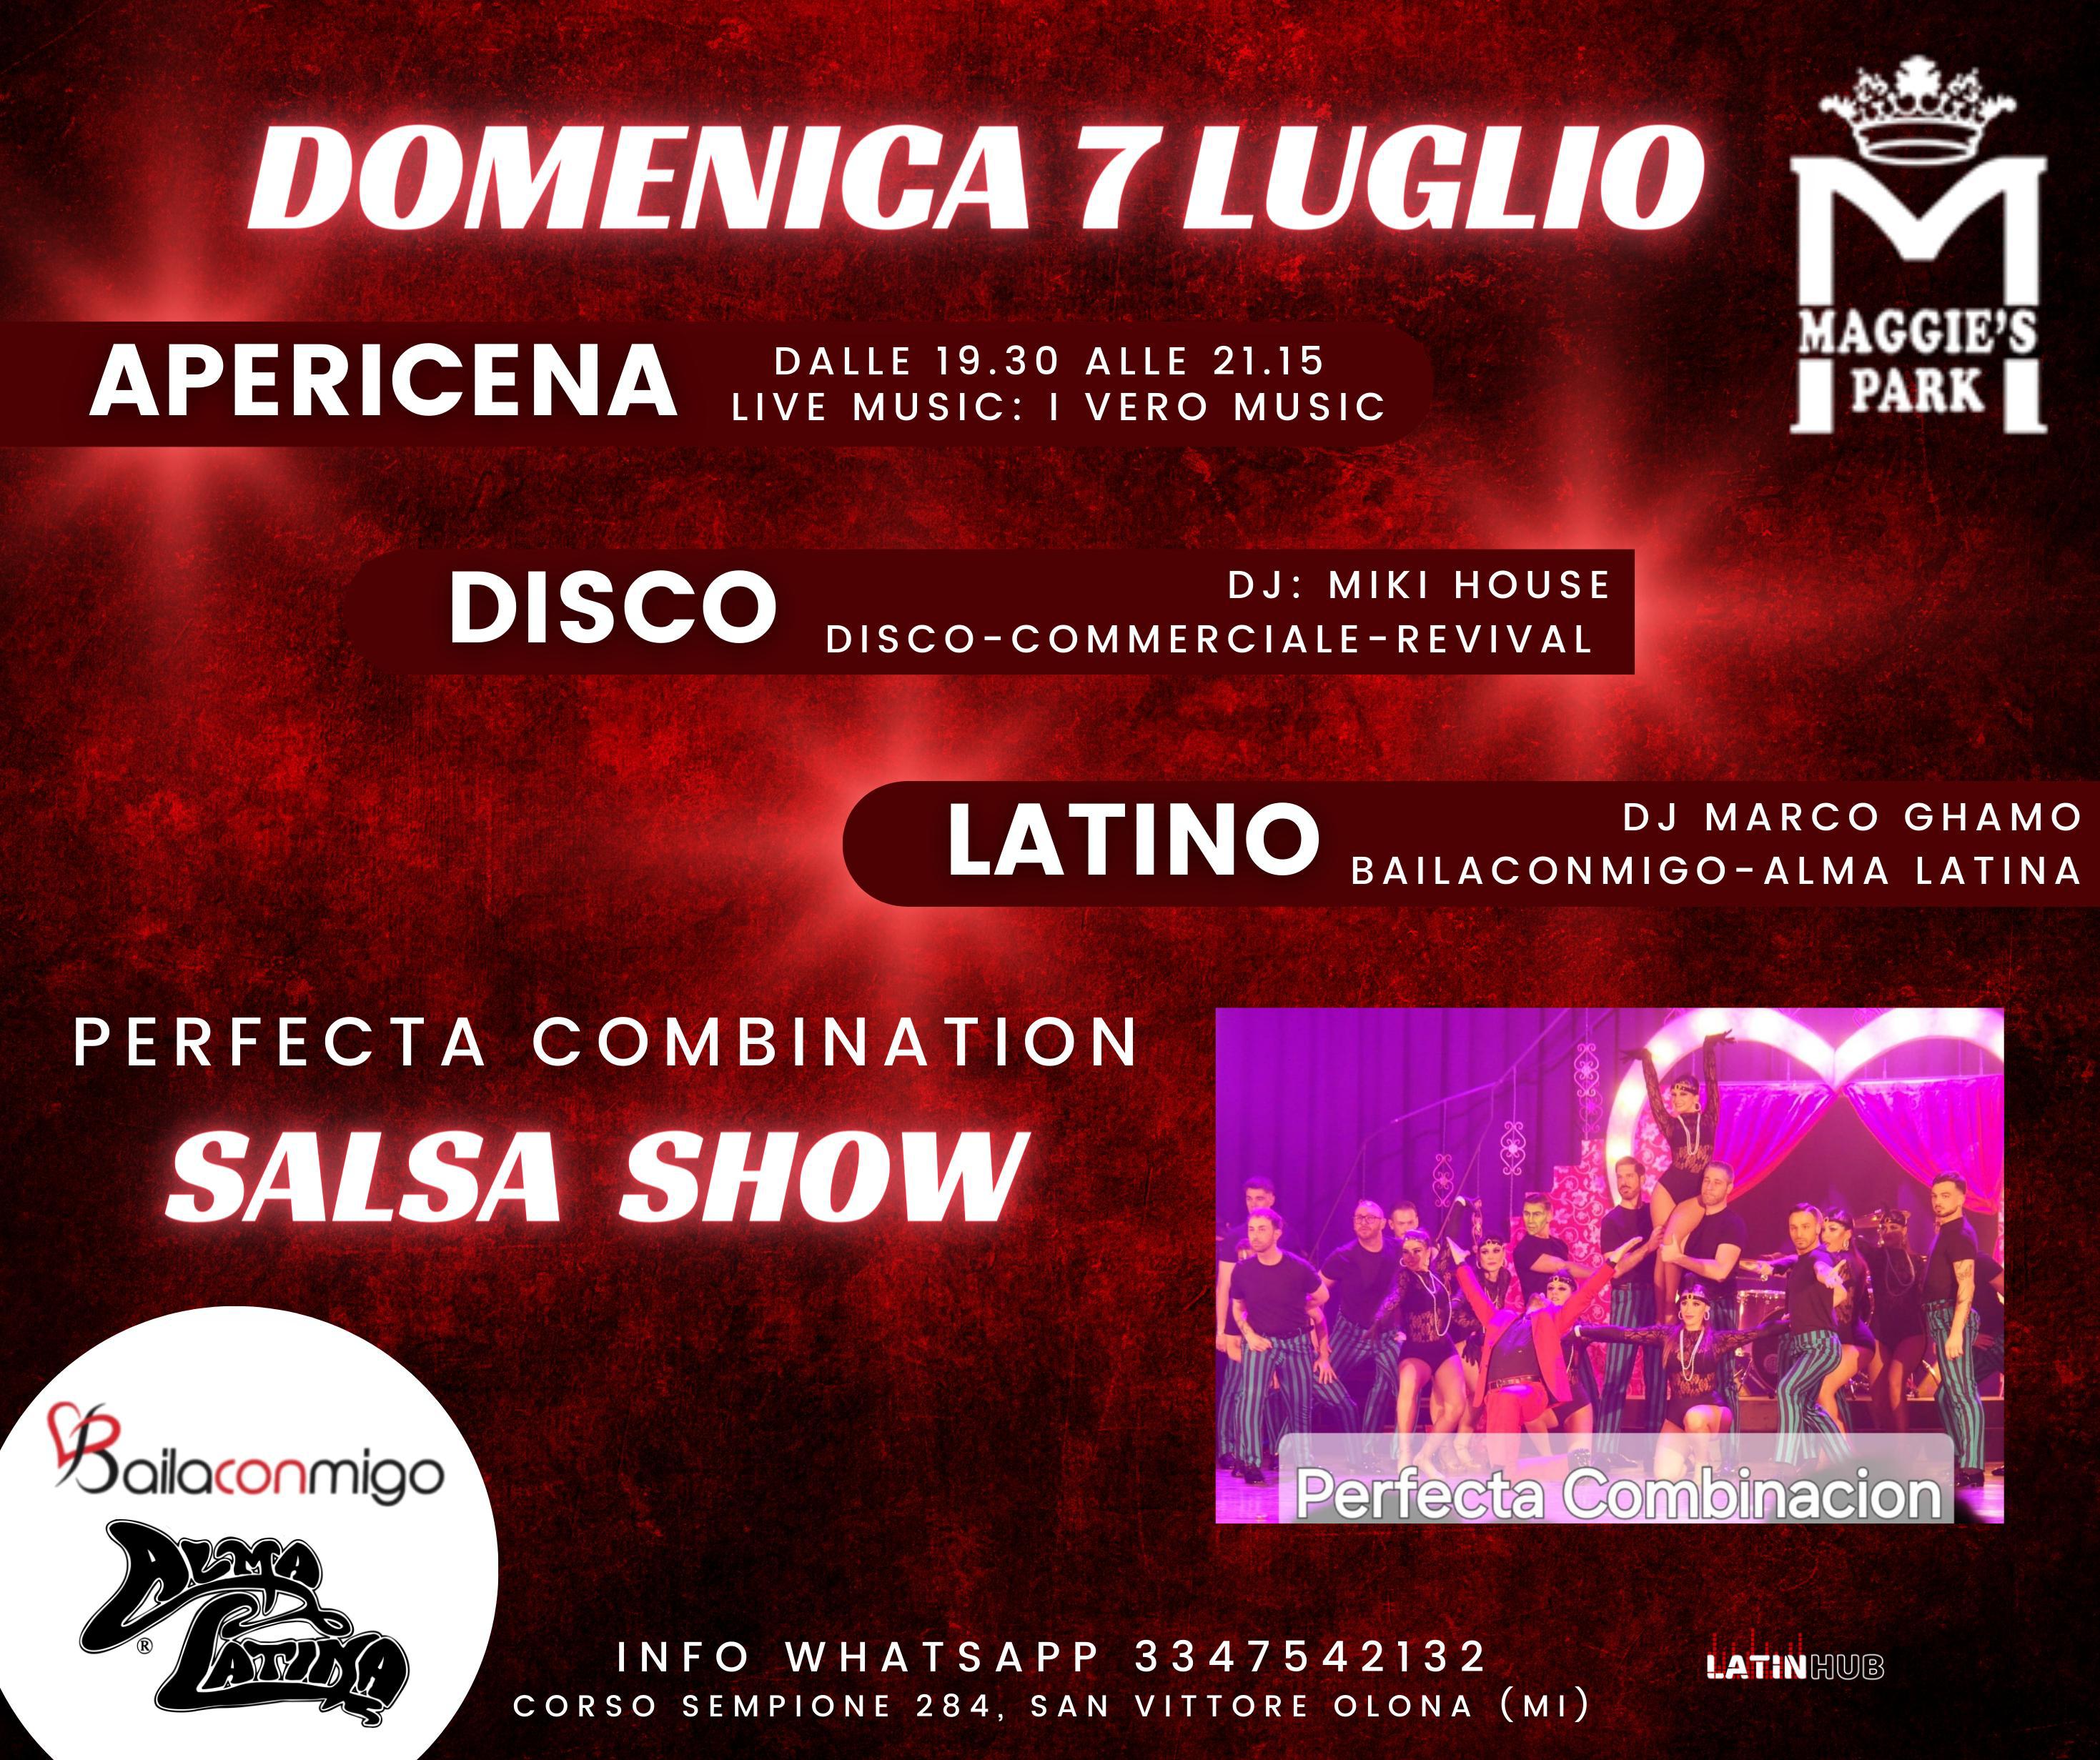 DOMENICA 7 LUGLIO
MAGGIE'S
PARK
APERICENA
DALLE 19.30 ALLE 21.15
LIVE MUSIC: I VERO MUSIC
DISCO
DJ: MIKI HOUSE
DISCO-COMMERCIALE-REVIVAL
LATINO
DJ MARCO GHAMO
BAILACONMIGO-ALMA LATINA
PERFECTA COMBINATION
SALSA SHOW
Perfecta Combinacion
Bailaconmigo
ALMA
LATINA
®
INFO WHATSAPP 3347542132
CORSO SEMPIONE 284, SAN VITTORE OLONA (MI)
LATINHUB